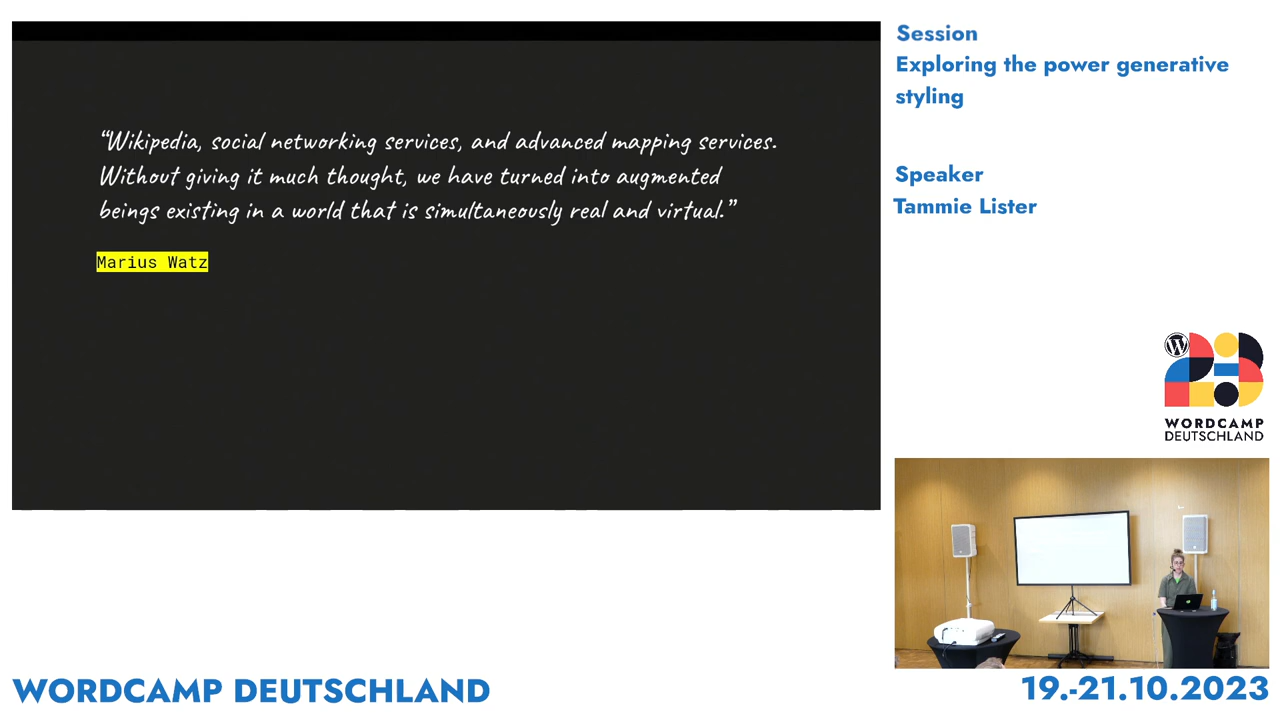 “Wikipedia, social networking services, and advanced mapping services.
Without giving it much thought, we have turned into augmented
beings existing in a world that is simultaneously real and virtual.”
Marius Watz
Session
Exploring the power generative
styling
Speaker
Tammie Lister
WORDCAMP
DEUTSCHLAND
WORDCAMP DEUTSCHLAND
19.-21.10.2023